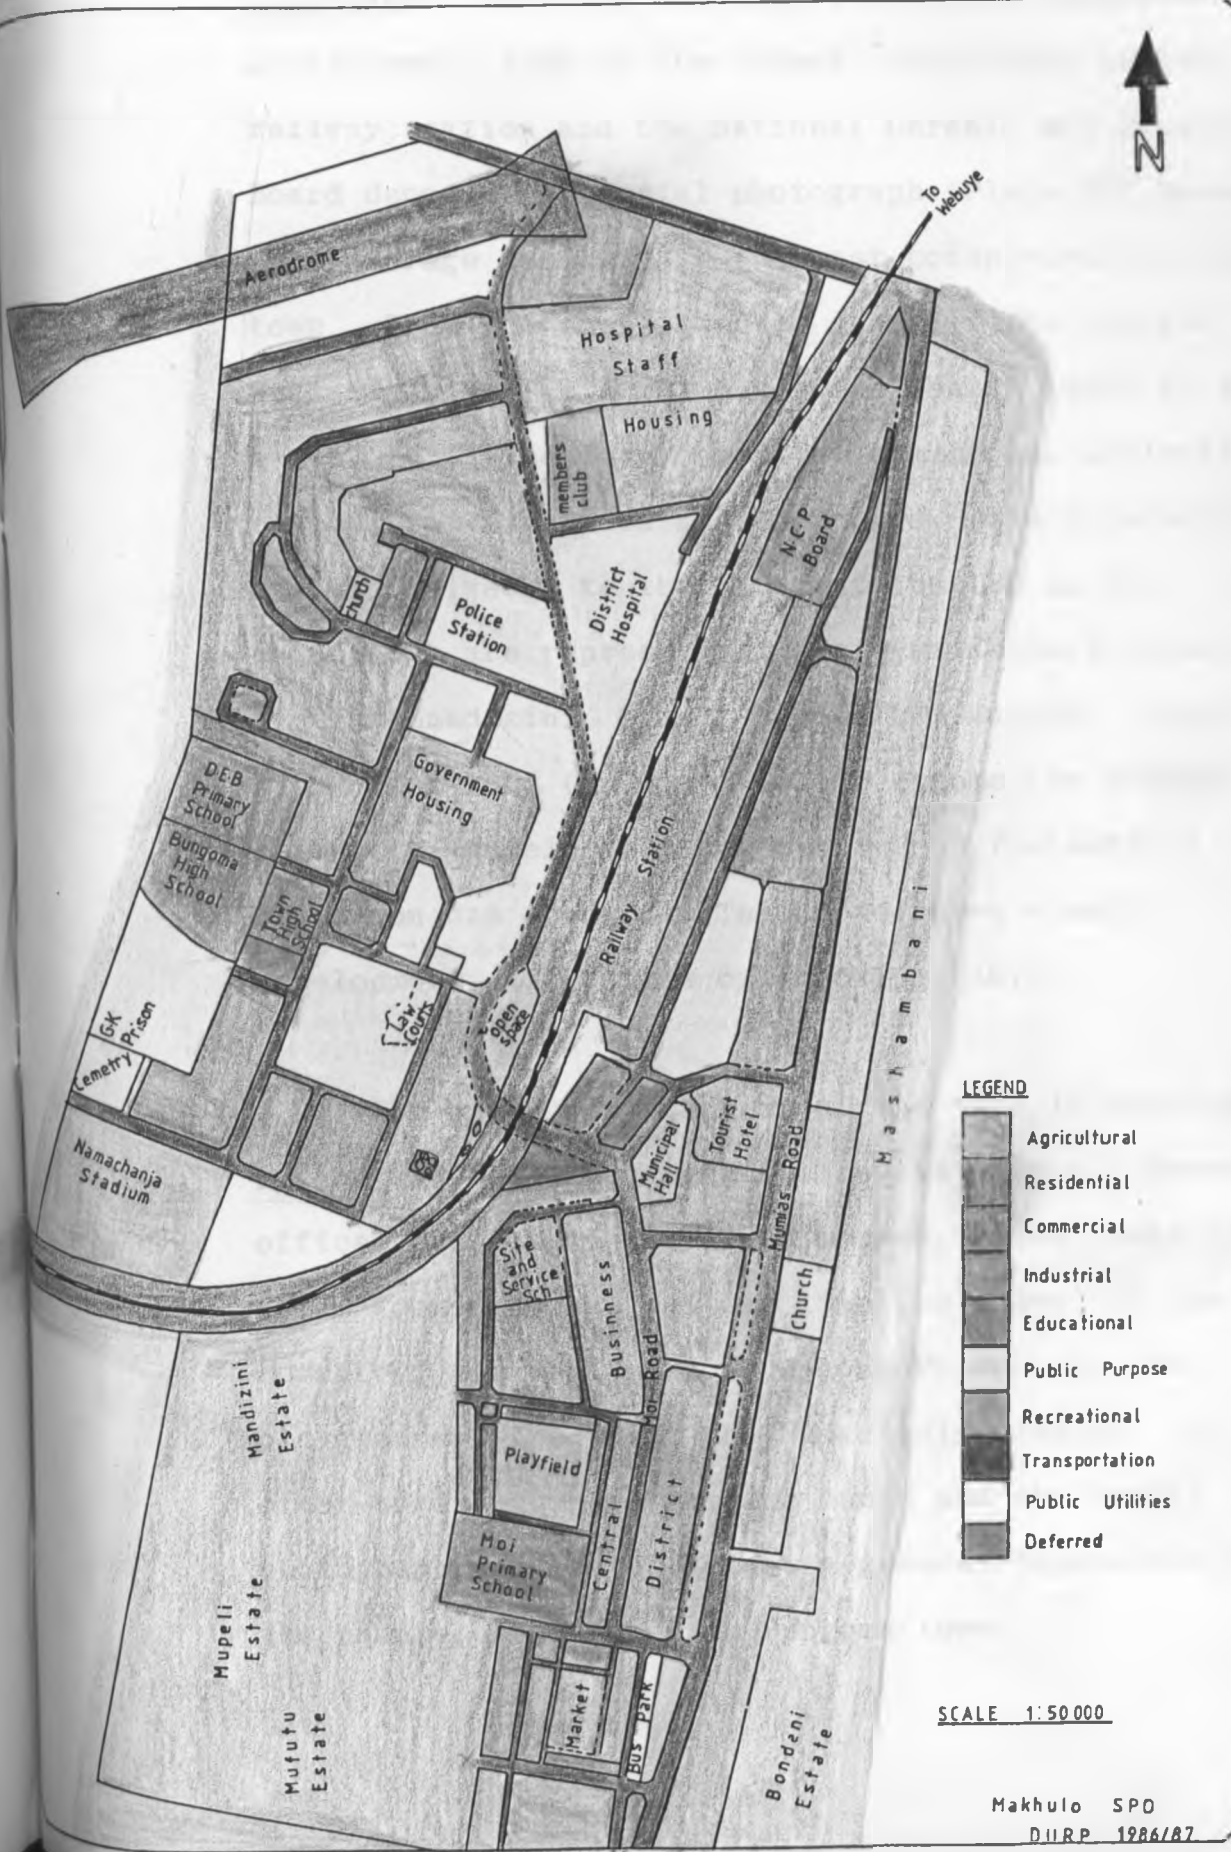 N
To
Webuye
Aerodrome
Hospital
Staff
Housing
members
club
N·C·P
Board
District
Hospital
Church
Police
Station
Government
Housing
D·E·B
Primary
School
Bungoma
High
School
Town
High
School
Railway Station
Mashambani
G·K
Prison
Law
Courts
open
space
Cemetry
Namachanja
Stadium
Municipal
Hall
Tourist
Hotel
Mumias Road
Site
and
Service
Sch
Business
Moi Road
Church
Mandizini
Estate
Playfield
Central
District
Moi
Primary
School
Mupeli
Estate
Mufutu
Estate
Market
Bus Park
Bondeni
Estate
LEGEND
Agricultural
Residential
Commercial
Industrial
Educational
Public Purpose
Recreational
Transportation
Public Utilities
Deferred
SCALE 1:50000
Makhulo SPO
DURP 1986/87